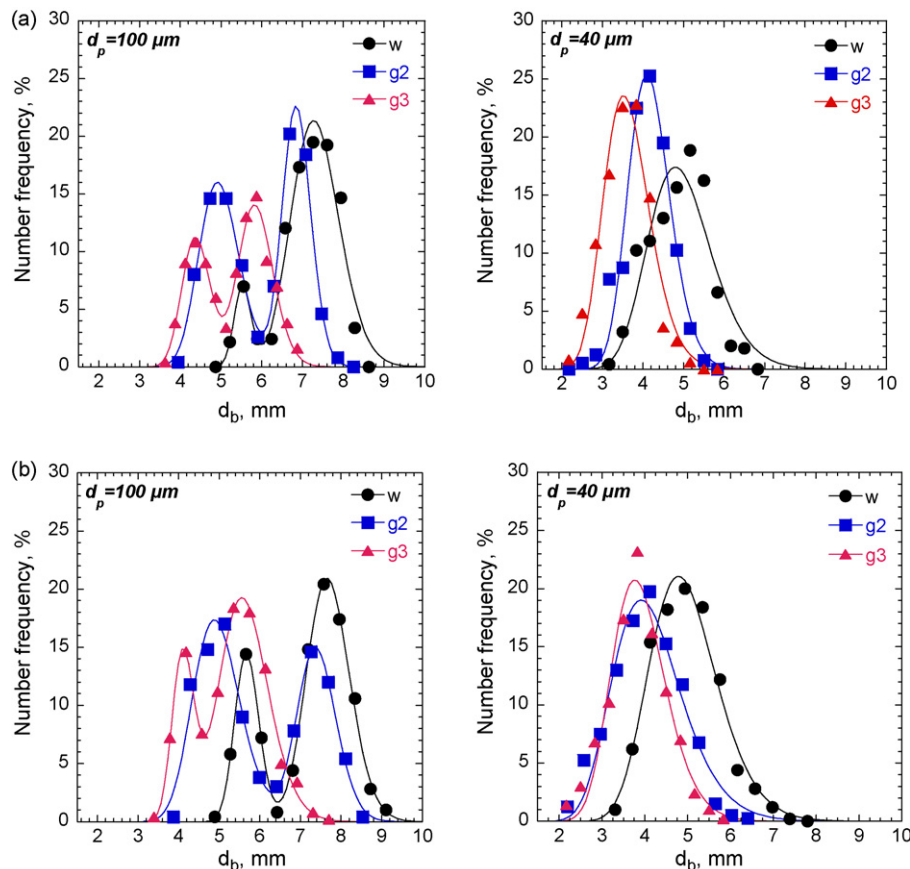 (a)
d_p=100 µm
w
g2
g3
Number frequency, %
30
25
20
15
10
5
0
2 3 4 5 6 7 8 9 10
d_b, mm
d_p=40 µm
w
g2
g3
Number frequency, %
30
25
20
15
10
5
0
2 3 4 5 6 7 8 9 10
d_b, mm
(b)
d_p=100 µm
w
g2
g3
Number frequency, %
30
25
20
15
10
5
0
2 3 4 5 6 7 8 9 10
d_b, mm
d_p=40 µm
w
g2
g3
Number frequency, %
30
25
20
15
10
5
0
2 3 4 5 6 7 8 9 10
d_b, mm